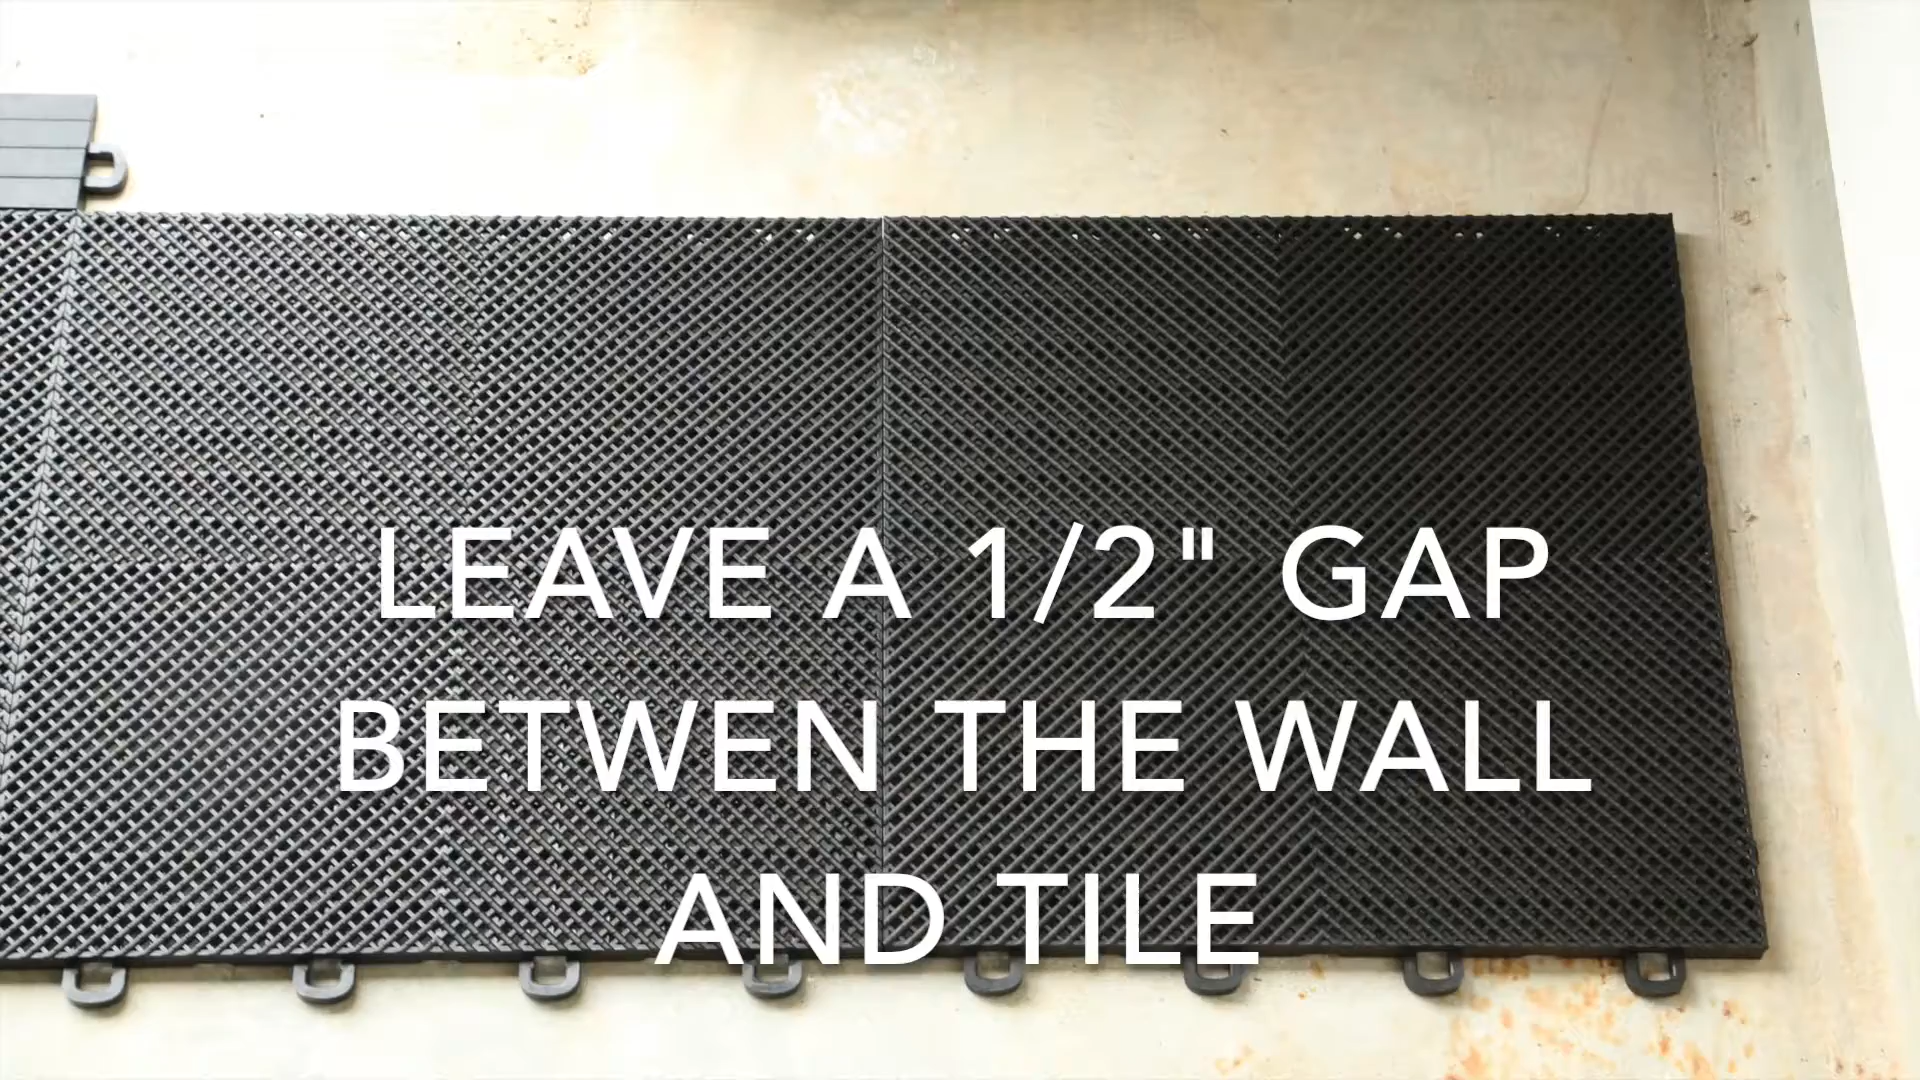 LEAVE A 1/2" GAP
BETWEN THE WALL
AND TILE